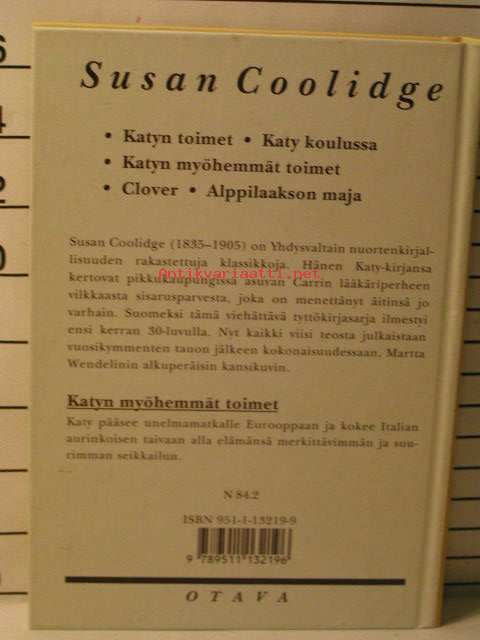 Susan Coolidge
• Katyn toimet • Katy koulussa
• Katyn myöhemmät toimet
• Clover • Alppilaakson maja
Susan Coolidge (1835–1905) on Yhdysvaltain nuortenkirjal-
lisuuden rakastettuja klassikkoja. Hänen Katy-kirjansa
Antikvariaatti.net
kertovat pikkukaupungissa asuvan Carrin lääkäriperheen
vilkkaasta sisarusparvesta, joka on menettänyt äitinsä jo
varhain. Suomeksi tämä viehättävä tyttökirjasarja ilmestyi
ensi kerran 30-luvulla. Nyt kaikki viisi teosta julkaistaan
vuosikymmenten tauon jälkeen kokonaisuudessaan, Martta
Wendelinin alkuperäisin kansikuvin.
Katyn myöhemmät toimet
Katy pääsee unelmamatkalle Eurooppaan ja kokee Italian
aurinkoisen taivaan alla elämänsä merkittävimmän ja suu-
rimman seikkailun.
N 84.2
ISBN 951-1-13219-9
9 789511 132196
OTAVA